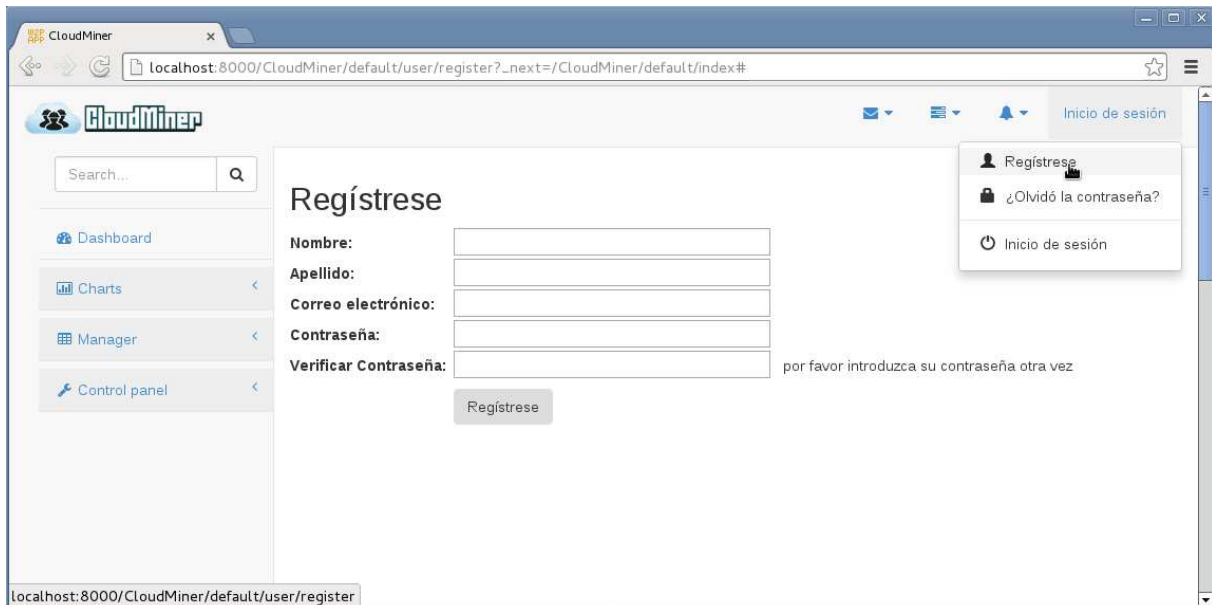 CloudMiner
localhost:8000/CloudMiner/default/user/register?_next=/CloudMiner/default/index#
CloudMiner
Inicio de sesión
Regístrese
¿Olvidó la contraseña?
Inicio de sesión
Search...
Dashboard
Charts
Manager
Control panel
Regístrese
Nombre:
Apellido:
Correo electrónico:
Contraseña:
Verificar Contraseña:
por favor introduzca su contraseña otra vez
Regístrese
localhost:8000/CloudMiner/default/user/register